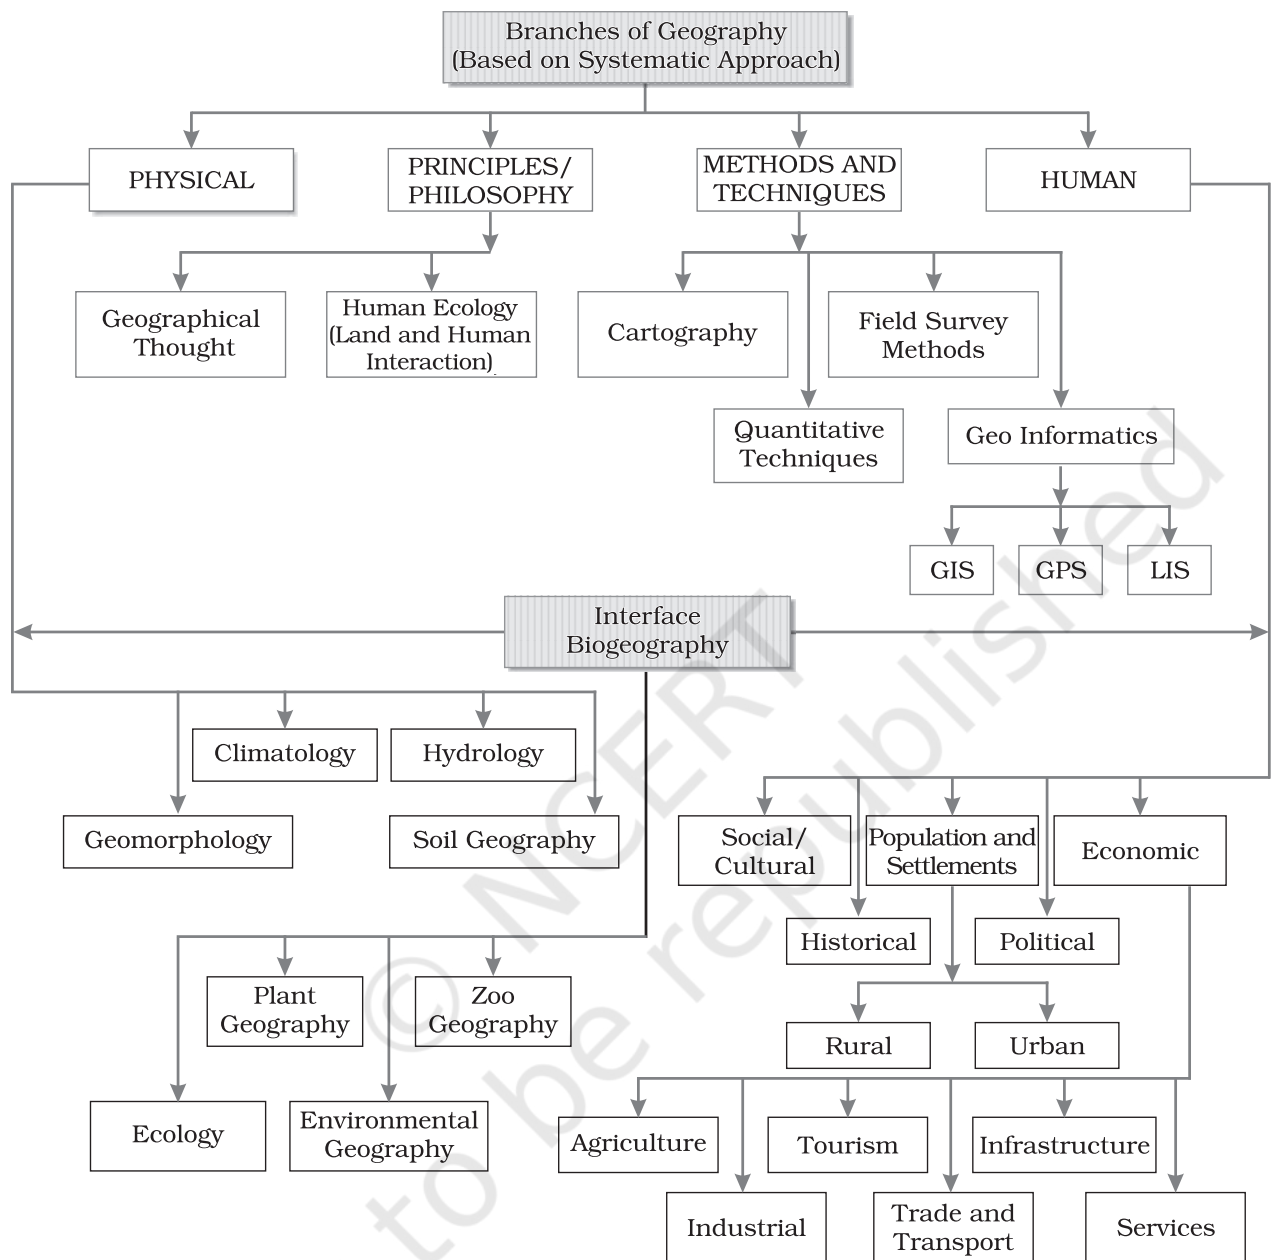 Branches of Geography
(Based on Systematic Approach)
PHYSICAL
PRINCIPLES/
PHILOSOPHY
METHODS AND
TECHNIQUES
HUMAN
Geographical
Thought
Human Ecology
(Land and Human
Interaction)
Cartography
Field Survey
Methods
Quantitative
Techniques
Geo Informatics
GIS
GPS
LIS
Interface
Biogeography
Climatology
Hydrology
Geomorphology
Soil Geography
Social/
Cultural
Population and
Settlements
Economic
Historical
Political
Plant
Geography
Zoo
Geography
Rural
Urban
Ecology
Environmental
Geography
Agriculture
Tourism
Infrastructure
Industrial
Trade and
Transport
Services
© NCERT
to be republished